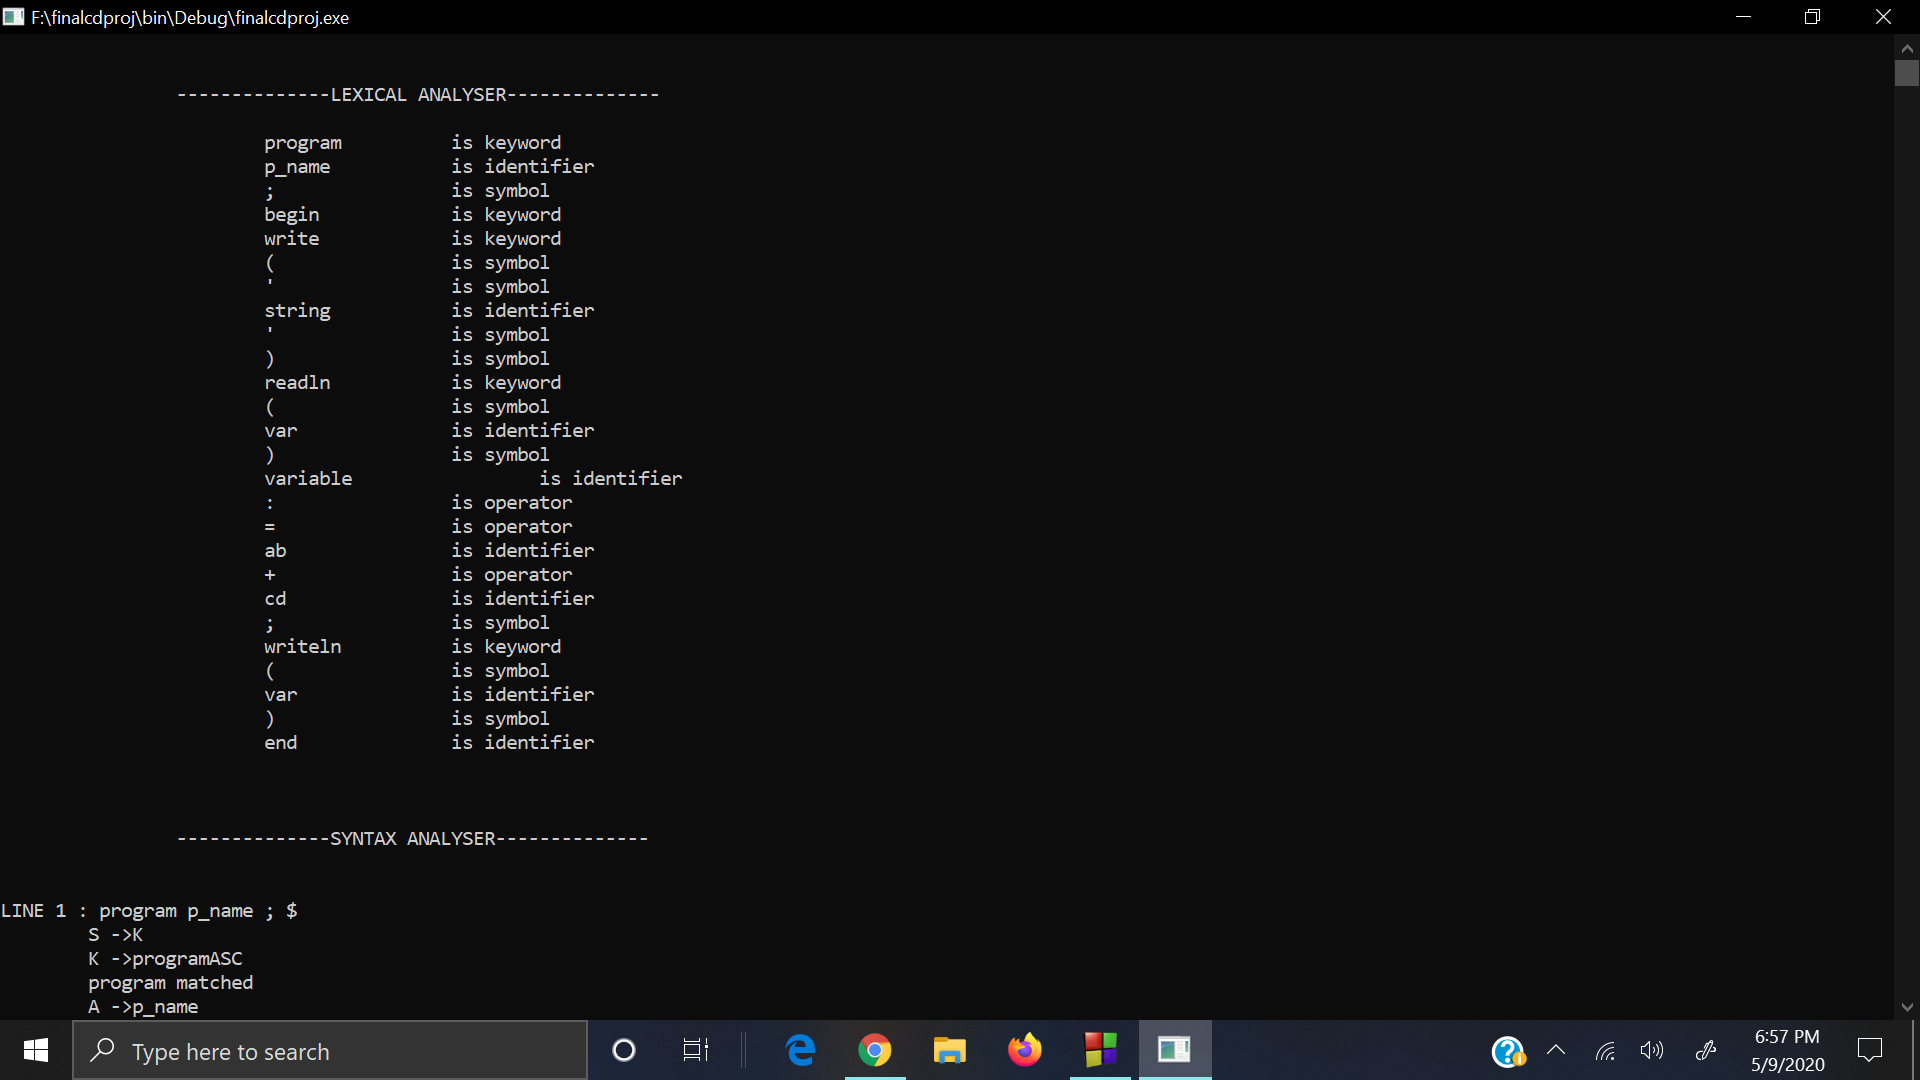 F:\finalcdproj\bin\Debug\finalcdproj.exe
--------------LEXICAL ANALYSER--------------
program is keyword
p_name is identifier
; is symbol
begin is keyword
write is keyword
( is symbol
' is symbol
string is identifier
' is symbol
) is symbol
readln is keyword
( is symbol
var is identifier
) is symbol
variable is identifier
: is operator
= is operator
ab is identifier
+ is operator
cd is identifier
; is symbol
writeln is keyword
( is symbol
var is identifier
) is symbol
end is identifier
--------------SYNTAX ANALYSER--------------
LINE 1 : program p_name ; $
S ->K
K ->programASC
program matched
A ->p_name
Type here to search
6:57 PM
5/9/2020